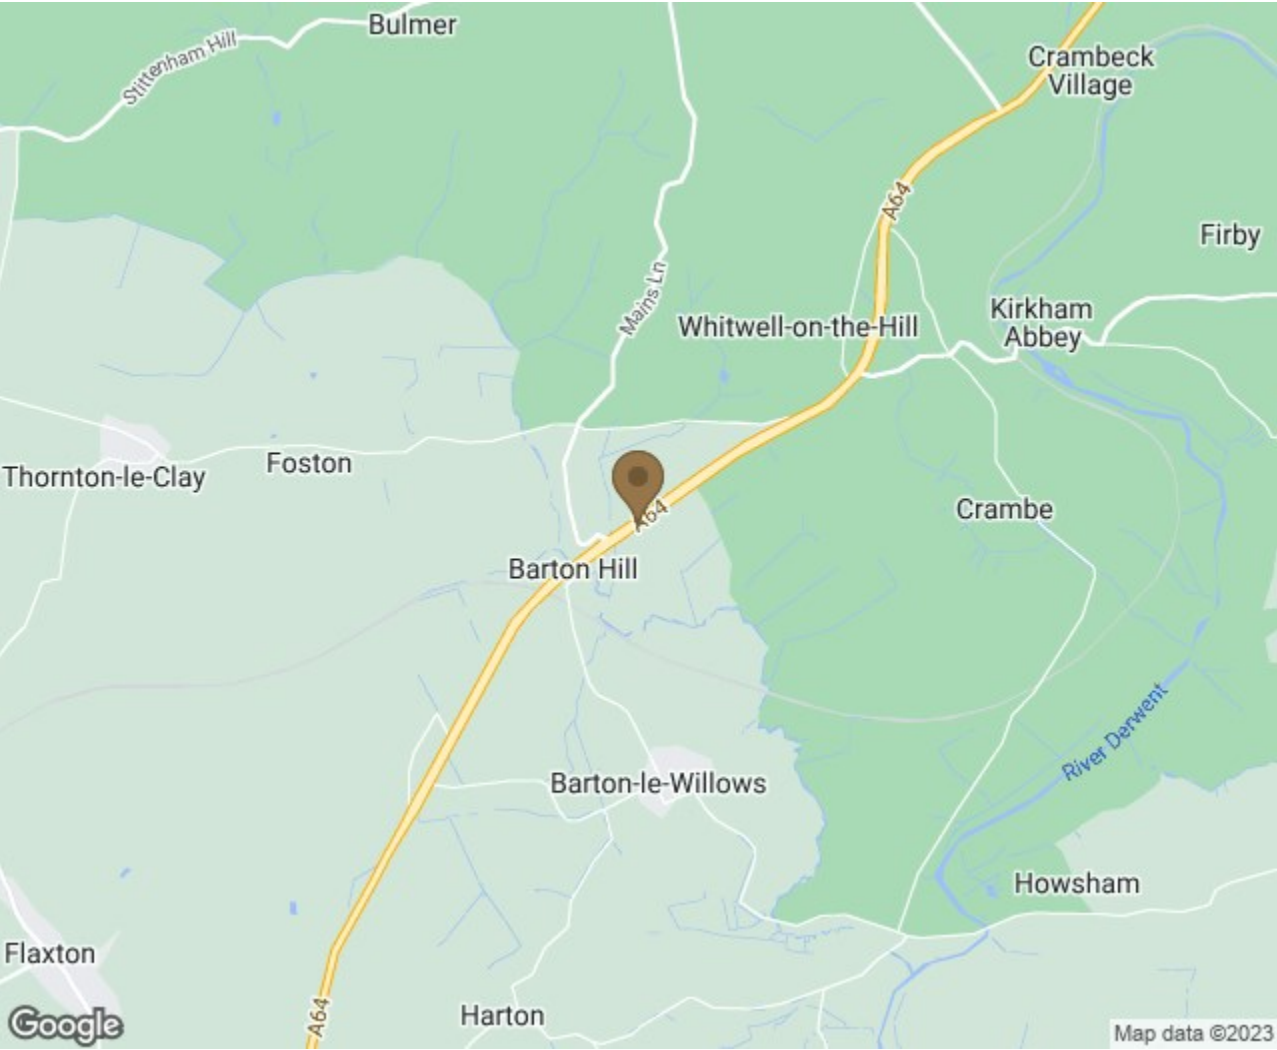 Bulmer
Stittenham Hill
Crambeck
Village
A64
Firby
Mains Ln
Kirkham
Abbey
Whitwell-on-the-Hill
Foston
Thornton-le-Clay
Crambe
A64
Barton Hill
River Derwent
Barton-le-Willows
Howsham
Flaxton
Harton
A64
Google
Map data ©2023